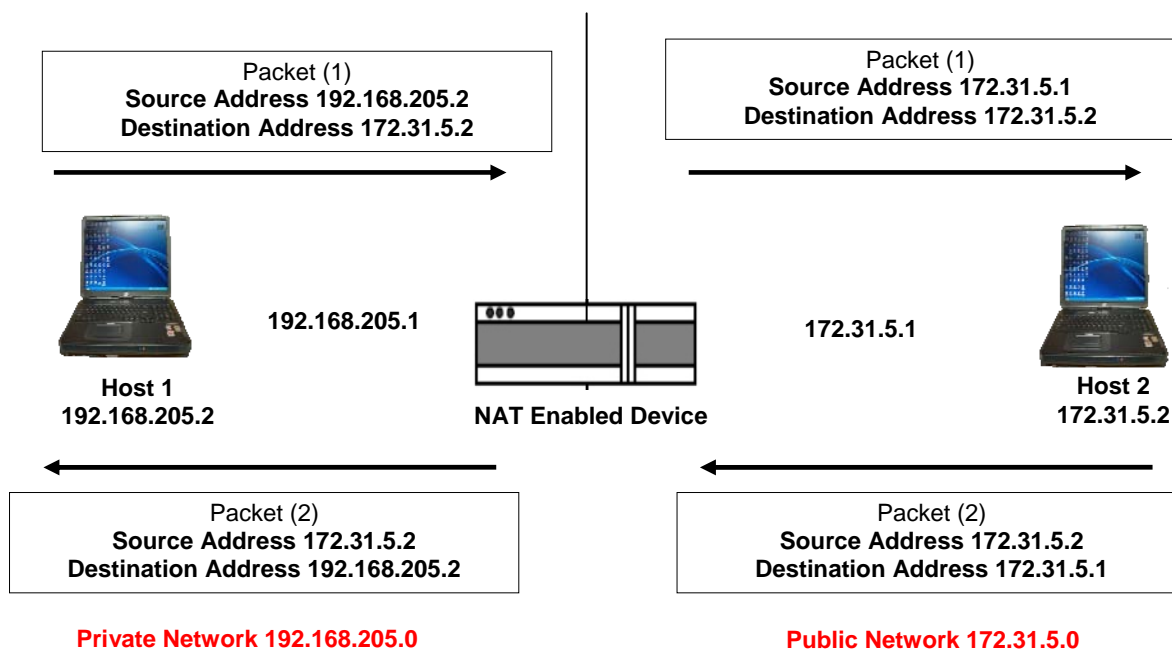 Packet (1)
Source Address 192.168.205.2
Destination Address 172.31.5.2
Packet (1)
Source Address 172.31.5.1
Destination Address 172.31.5.2
192.168.205.1
172.31.5.1
Host 1
192.168.205.2
NAT Enabled Device
Host 2
172.31.5.2
Packet (2)
Source Address 172.31.5.2
Destination Address 192.168.205.2
Packet (2)
Source Address 172.31.5.2
Destination Address 172.31.5.1
Private Network 192.168.205.0
Public Network 172.31.5.0